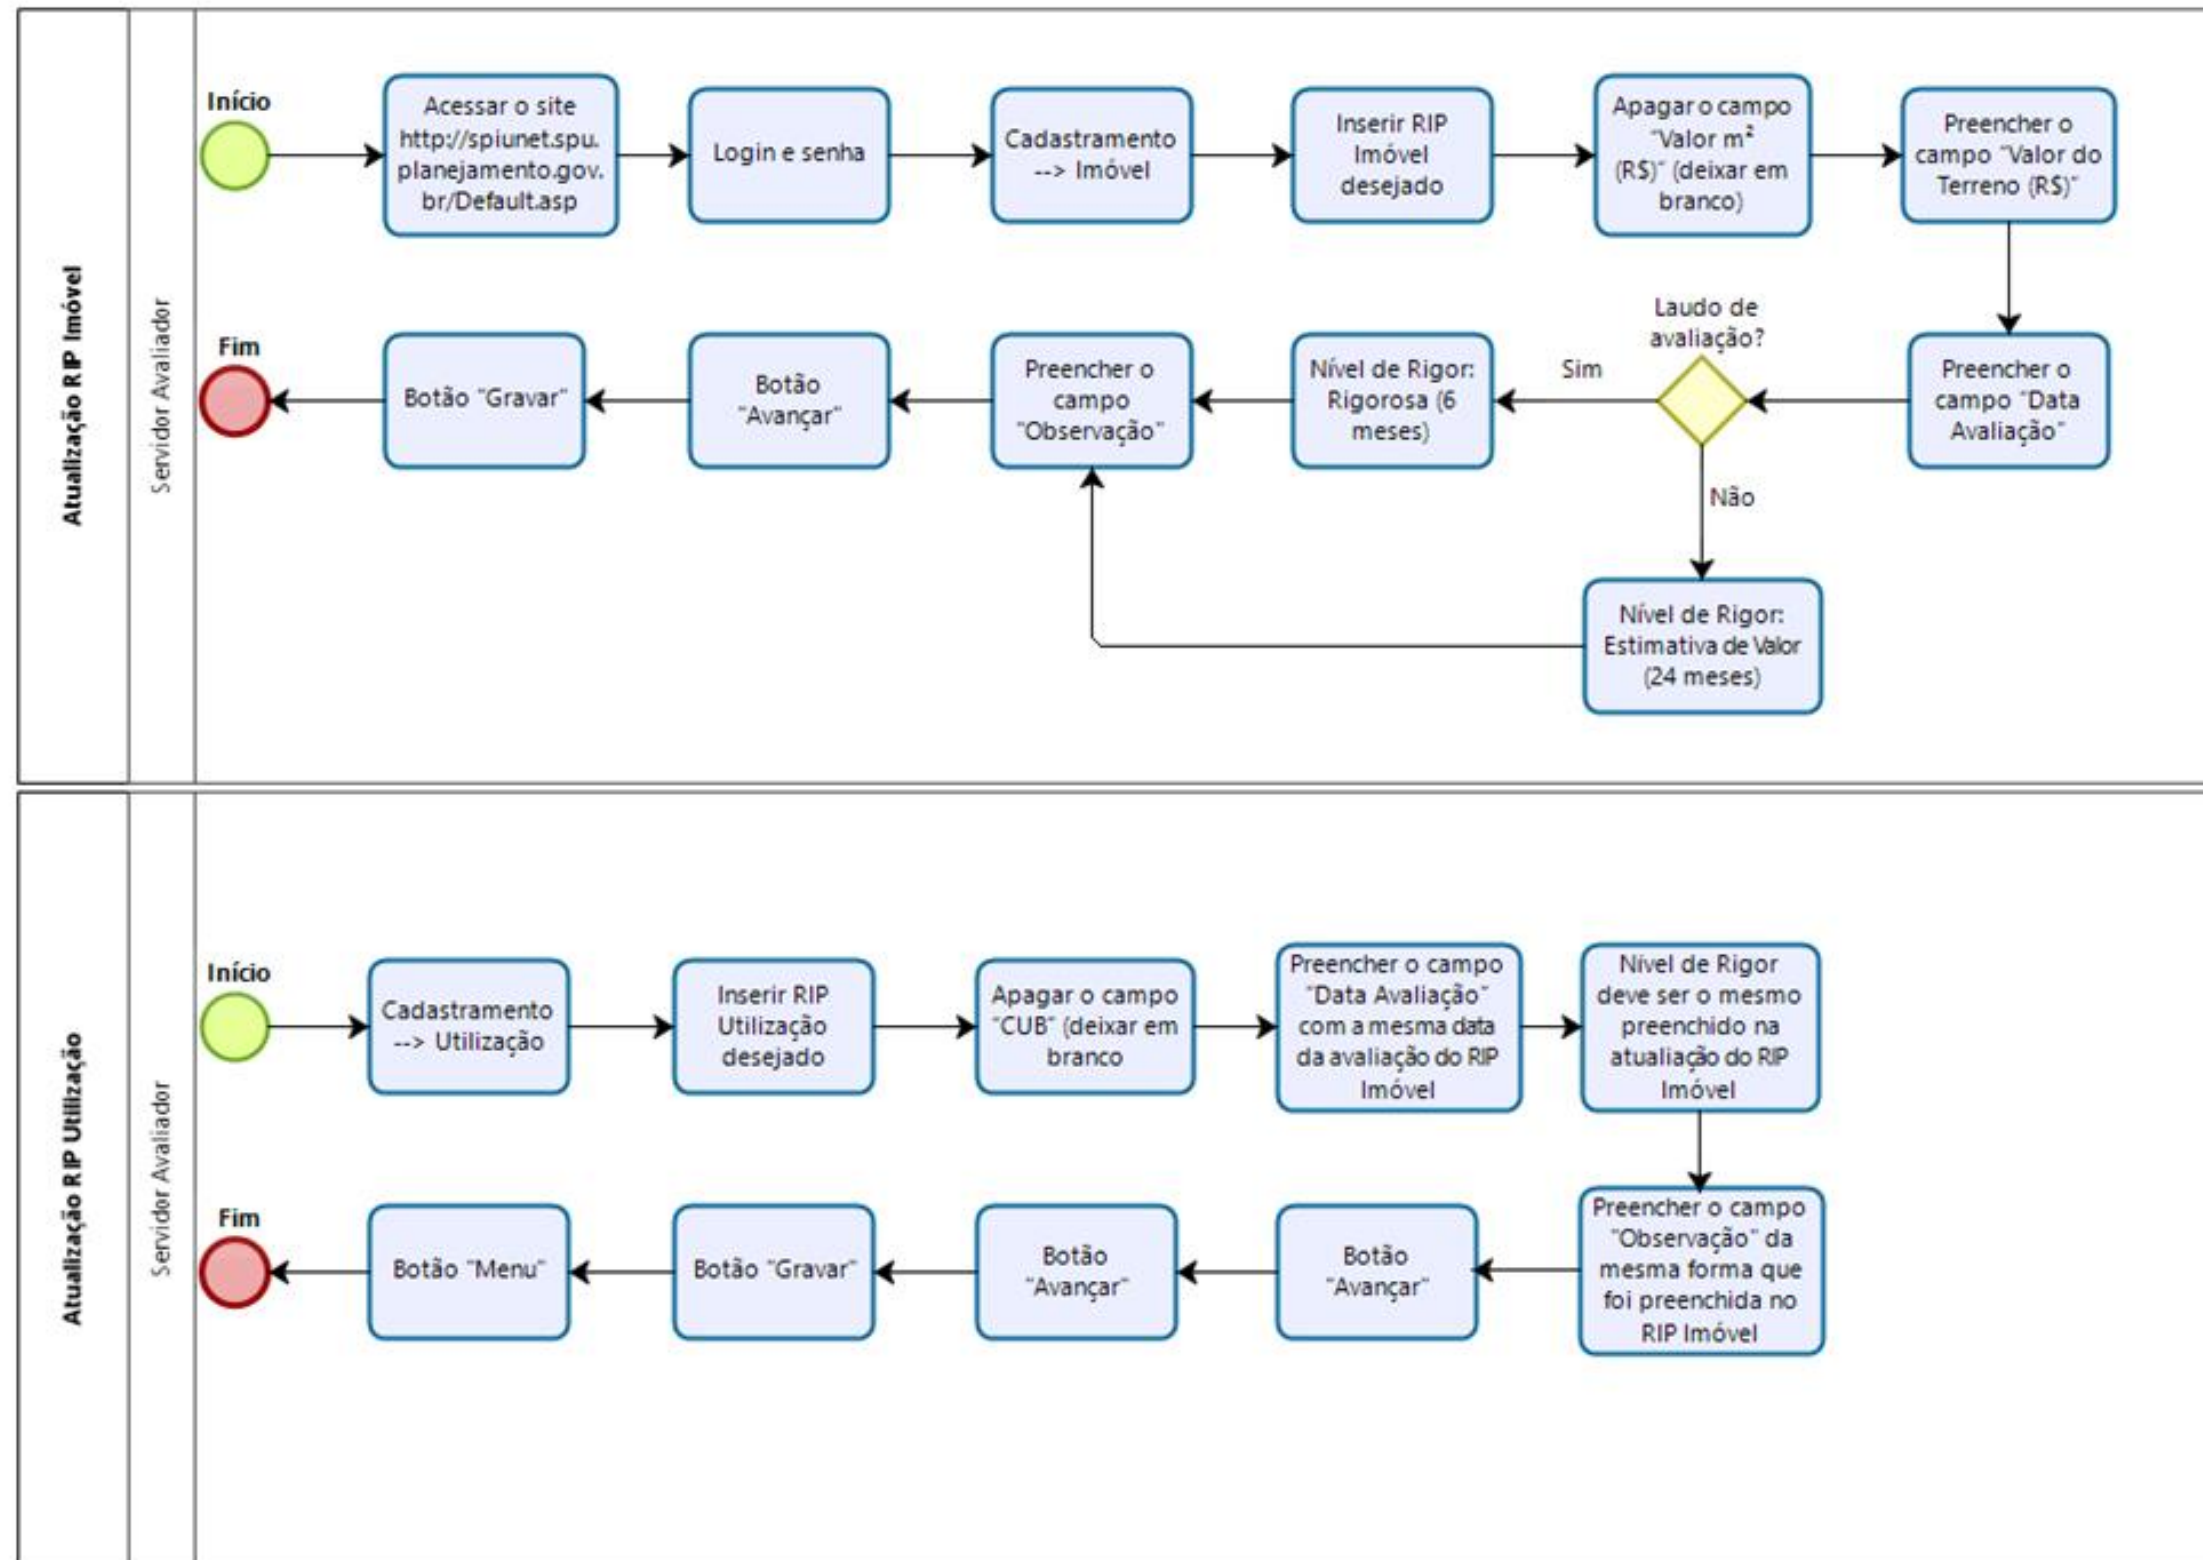 Atualização RIP Imóvel
Servidor Avaliador
Início
Acessar o site
http://spiunet.spu.
planejamento.gov.
br/Default.asp
Login e senha
Cadastramento
--> Imóvel
Inserir RIP
Imóvel
desejado
Apagar o campo
"Valor m²
(R$)" (deixar em
branco)
Preencher o
campo "Valor do
Terreno (R$)"
Preencher o
campo "Data
Avaliação"
Laudo de
avaliação?
Sim
Não
Nível de Rigor:
Rigorosa (6
meses)
Nível de Rigor:
Estimativa de Valor
(24 meses)
Preencher o
campo
"Observação"
Botão
"Avançar"
Botão "Gravar"
Fim
Atualização RIP Utilização
Servidor Avaliador
Início
Cadastramento
--> Utilização
Inserir RIP
Utilização
desejado
Apagar o campo
"CUB" (deixar em
branco
Preencher o campo
"Data Avaliação"
com a mesma data
da avaliação do RIP
Imóvel
Nível de Rigor
deve ser o mesmo
preenchido na
atualiação do RIP
Imóvel
Preencher o campo
"Observação" da
mesma forma que
foi preenchida no
RIP Imóvel
Botão
"Avançar"
Botão
"Avançar"
Botão "Gravar"
Botão "Menu"
Fim